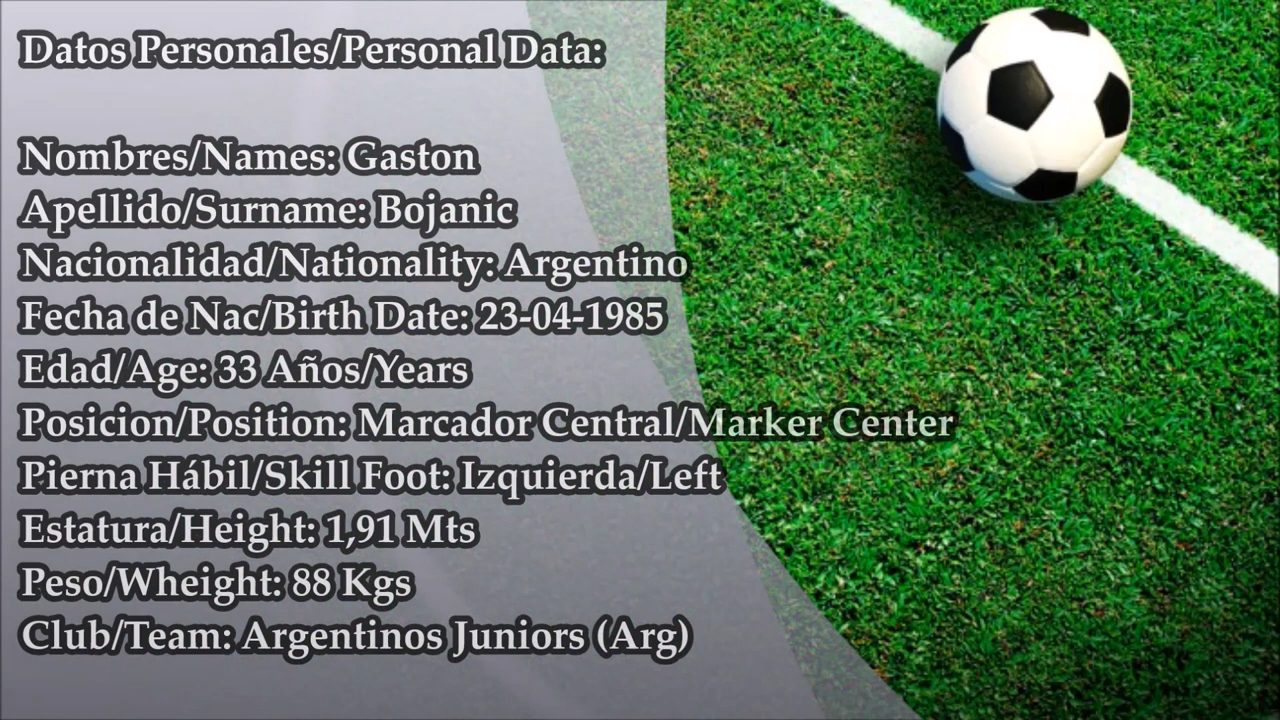 Datos Personales/Personal Data:
Nombres/Names: Gaston
Apellido/Surname: Bojanic
Nacionalidad/Nationality: Argentino
Fecha de Nac/Birth Date: 23-04-1985
Edad/Age: 33 Años/Years
Posicion/Position: Marcador Central/Marker Center
Pierna Hábil/Skill Foot: Izquierda/Left
Estatura/Height: 1,91 Mts
Peso/Wheight: 88 Kgs
Club/Team: Argentinos Juniors (Arg)